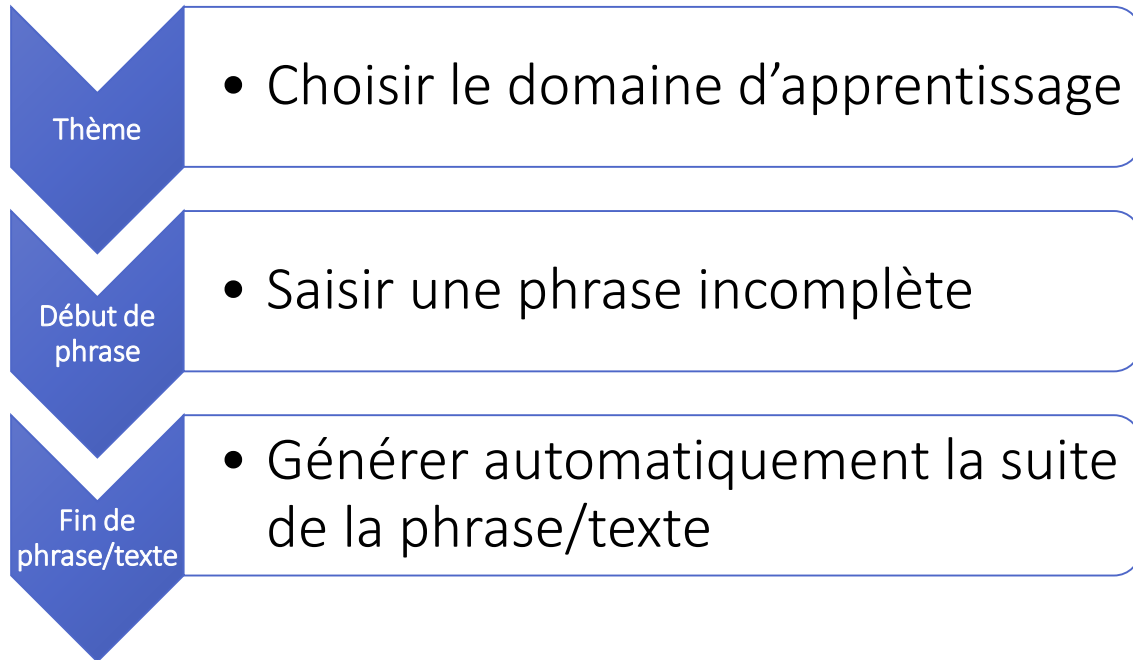 Thème
• Choisir le domaine d’apprentissage
Début de
phrase
• Saisir une phrase incomplète
Fin de
phrase/texte
• Générer automatiquement la suite
de la phrase/texte